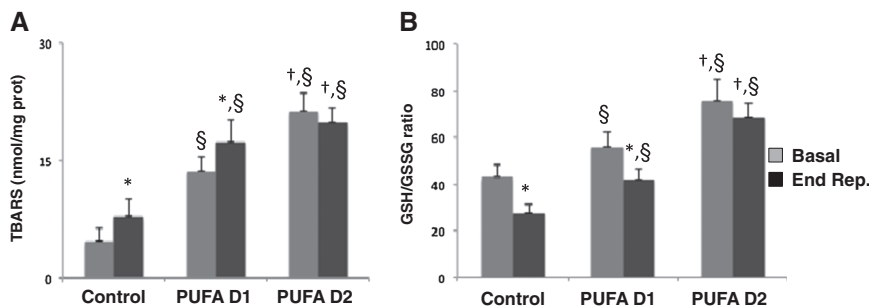 A
TBARS (nmol/mg prot)
30
15
0
*
§
*,§
†,§
†,§
Control
PUFA D1
PUFA D2
B
GSH/GSSG ratio
100
80
60
40
20
0
*
§
*,§
†,§
†,§
Control
PUFA D1
PUFA D2
Basal
End Rep.